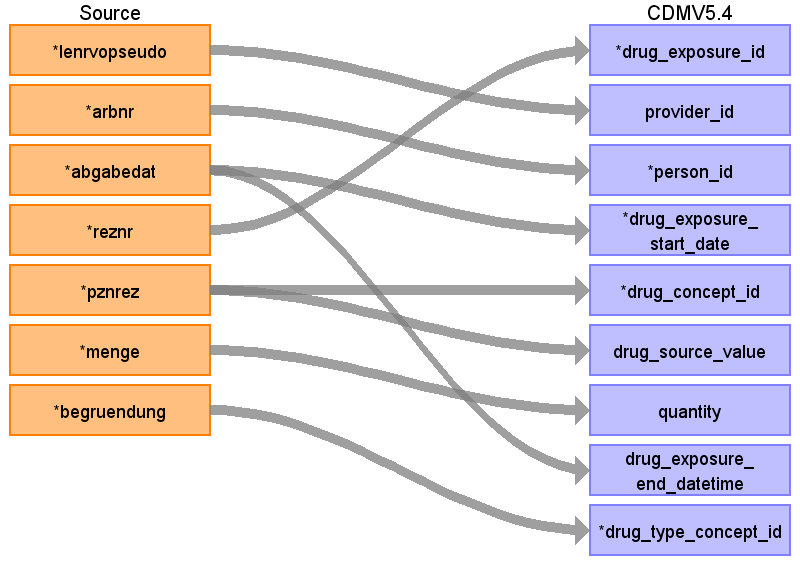 Source
CDMV5.4
*lenrvopseudo
*drug_exposure_id
*arbnr
provider_id
*abgabedat
*person_id
*reznr
*drug_exposure_
start_date
*pznrez
*drug_concept_id
*menge
drug_source_value
*begruendung
quantity
drug_exposure_
end_datetime
*drug_type_concept_id